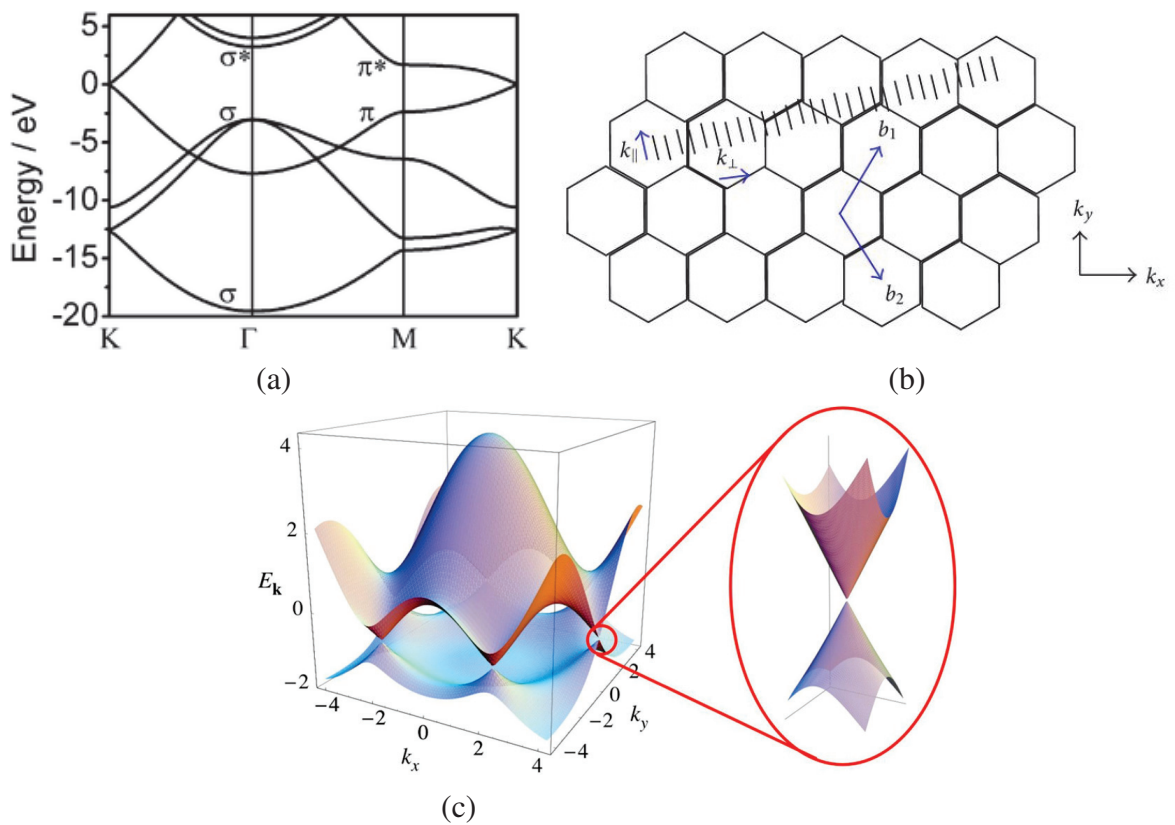 5
0
-5
-10
-15
-20
Energy / eV
σ*
π*
σ
π
σ
K Γ M K
(a)
k∥
k⊥
b1
b2
ky
kx
(b)
4
2
0
-2
Ek
-4 -2 0 2 4
kx
-4 -2 0 2 4
ky
(c)